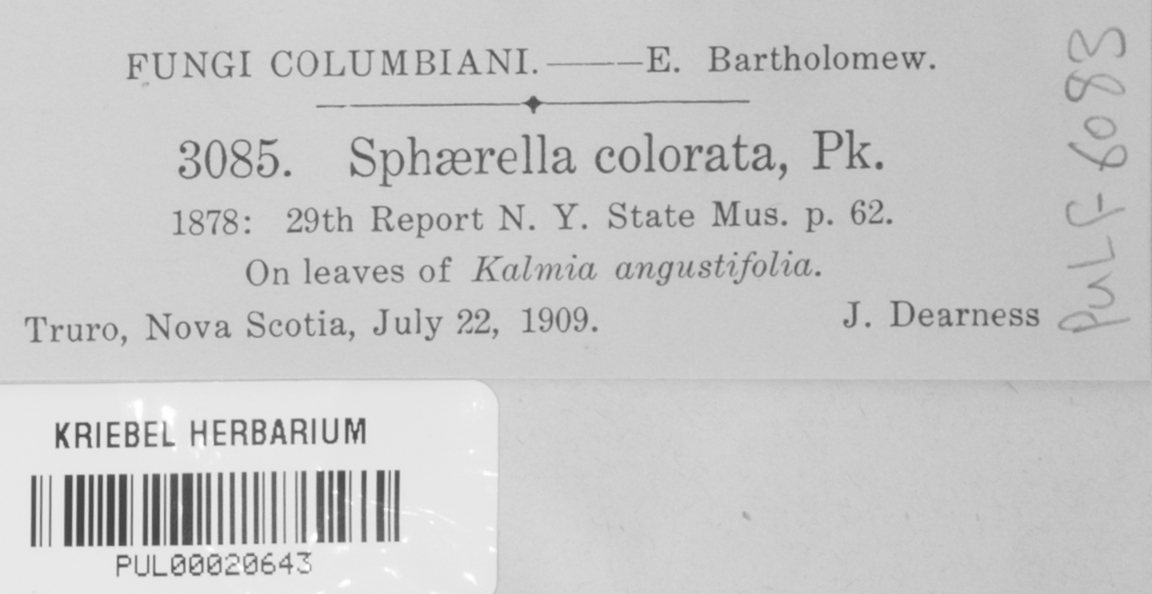 FUNGI COLUMBIANI.——E. Bartholomew.
3085. Sphærella colorata, Pk.
1878: 29th Report N. Y. State Mus. p. 62.
On leaves of Kalmia angustifolia.
Truro, Nova Scotia, July 22, 1909. J. Dearness
PULF 6083
KRIEBEL HERBARIUM
PUL00020643